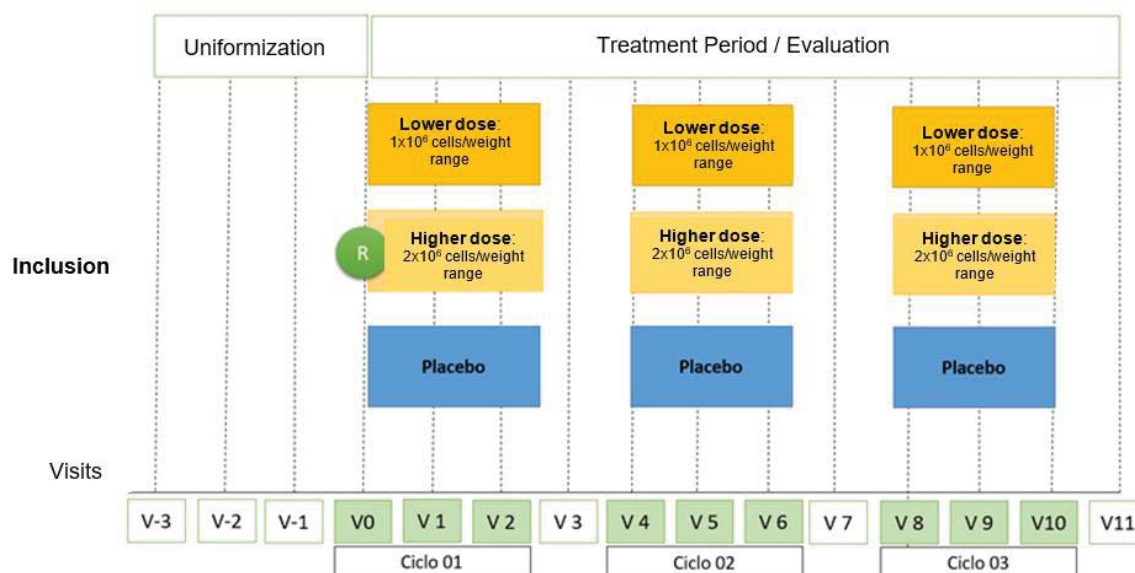 Uniformization
Treatment Period / Evaluation
Lower dose:
1x10⁶ cells/weight
range
Lower dose:
1x10⁶ cells/weight
range
Lower dose:
1x10⁶ cells/weight
range
Inclusion
R
Higher dose:
2x10⁶ cells/weight
range
Higher dose:
2x10⁶ cells/weight
range
Higher dose:
2x10⁶ cells/weight
range
Placebo
Placebo
Placebo
Visits
V-3 V-2 V-1 V0 V 1 V 2 V 3 V 4 V 5 V 6 V 7 V 8 V 9 V10 V11
Ciclo 01 Ciclo 02 Ciclo 03